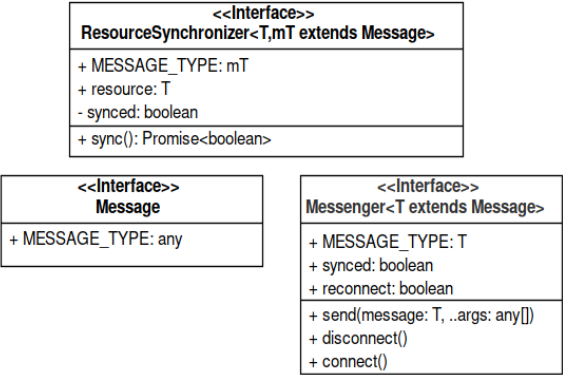 <<Interface>>
ResourceSynchronizer<T,mT extends Message>
+ MESSAGE_TYPE: mT
+ resource: T
- synced: boolean
+ sync(): Promise<boolean>
<<Interface>>
Message
+ MESSAGE_TYPE: any
<<Interface>>
Messenger<T extends Message>
+ MESSAGE_TYPE: T
+ synced: boolean
+ reconnect: boolean
+ send(message: T, ..args: any[])
+ disconnect()
+ connect()